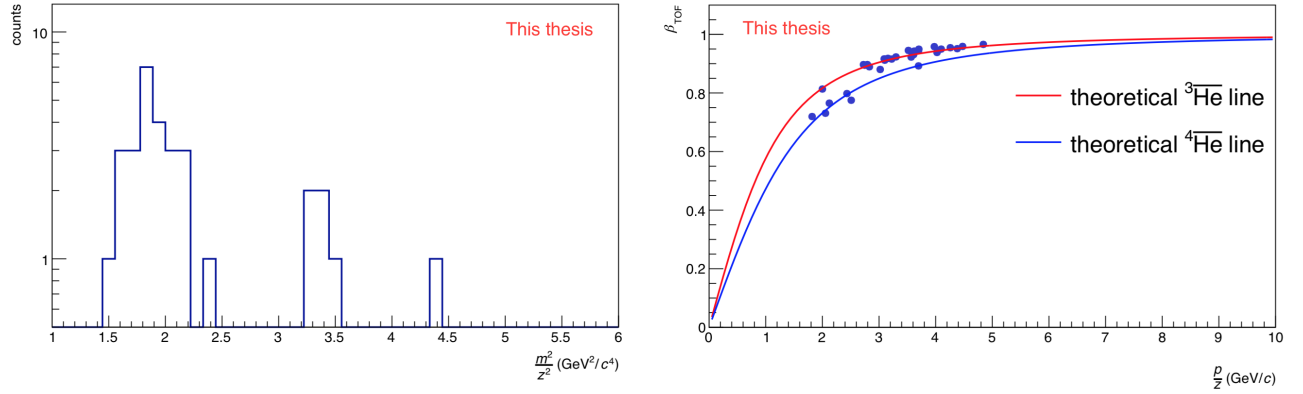 counts
This thesis
10
1
1 1.5 2 2.5 3 3.5 4 4.5 5 5.5 6
m²/z² (GeV²/c⁴)
β_TOF
This thesis
1
0.8
0.6
0.4
0.2
0
theoretical ³H̅e̅ line
theoretical ⁴H̅e̅ line
0 1 2 3 4 5 6 7 8 9 10
p/z (GeV/c)